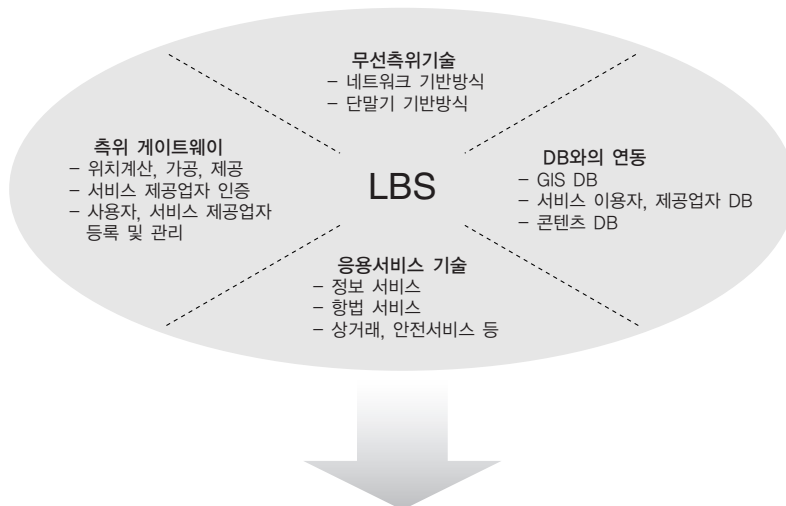 무선측위기술
– 네트워크 기반방식
– 단말기 기반방식
측위 게이트웨이
– 위치계산, 가공, 제공
– 서비스 제공업자 인증
– 사용자, 서비스 제공업자
등록 및 관리
LBS
DB와의 연동
– GIS DB
– 서비스 이용자, 제공업자 DB
– 콘텐츠 DB
응용서비스 기술
– 정보 서비스
– 항법 서비스
– 상거래, 안전서비스 등